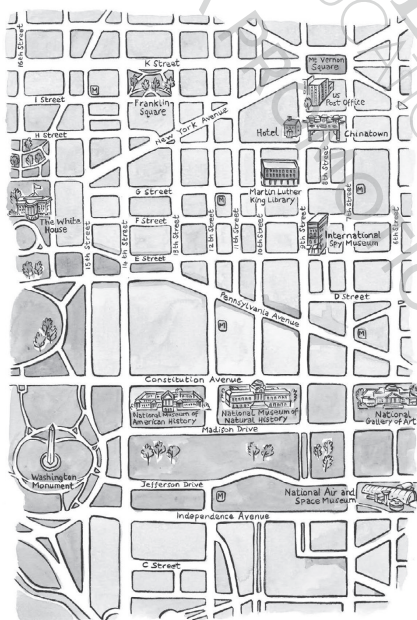 16th Street
K Street
Mt Vernon
Square
M
I Street
Franklin
Square
US
Post Office
New York Avenue
H Street
Hotel
Chinatown
8th Street
Martin Luther
King Library
G Street
M
M
7th Street
The White
House
F Street
15th Street
14th Street
13th Street
12th Street
11th Street
10th Street
9th Street
6th Street
International
Spy Museum
E Street
D Street
Pennsylvania Avenue
M
M
Constitution Avenue
National Museum of
American History
National Museum of
Natural History
National
Gallery of Art
Madison Drive
Washington
Monument
Jefferson Drive
M
National Air and
Space Museum
Independence Avenue
C Street